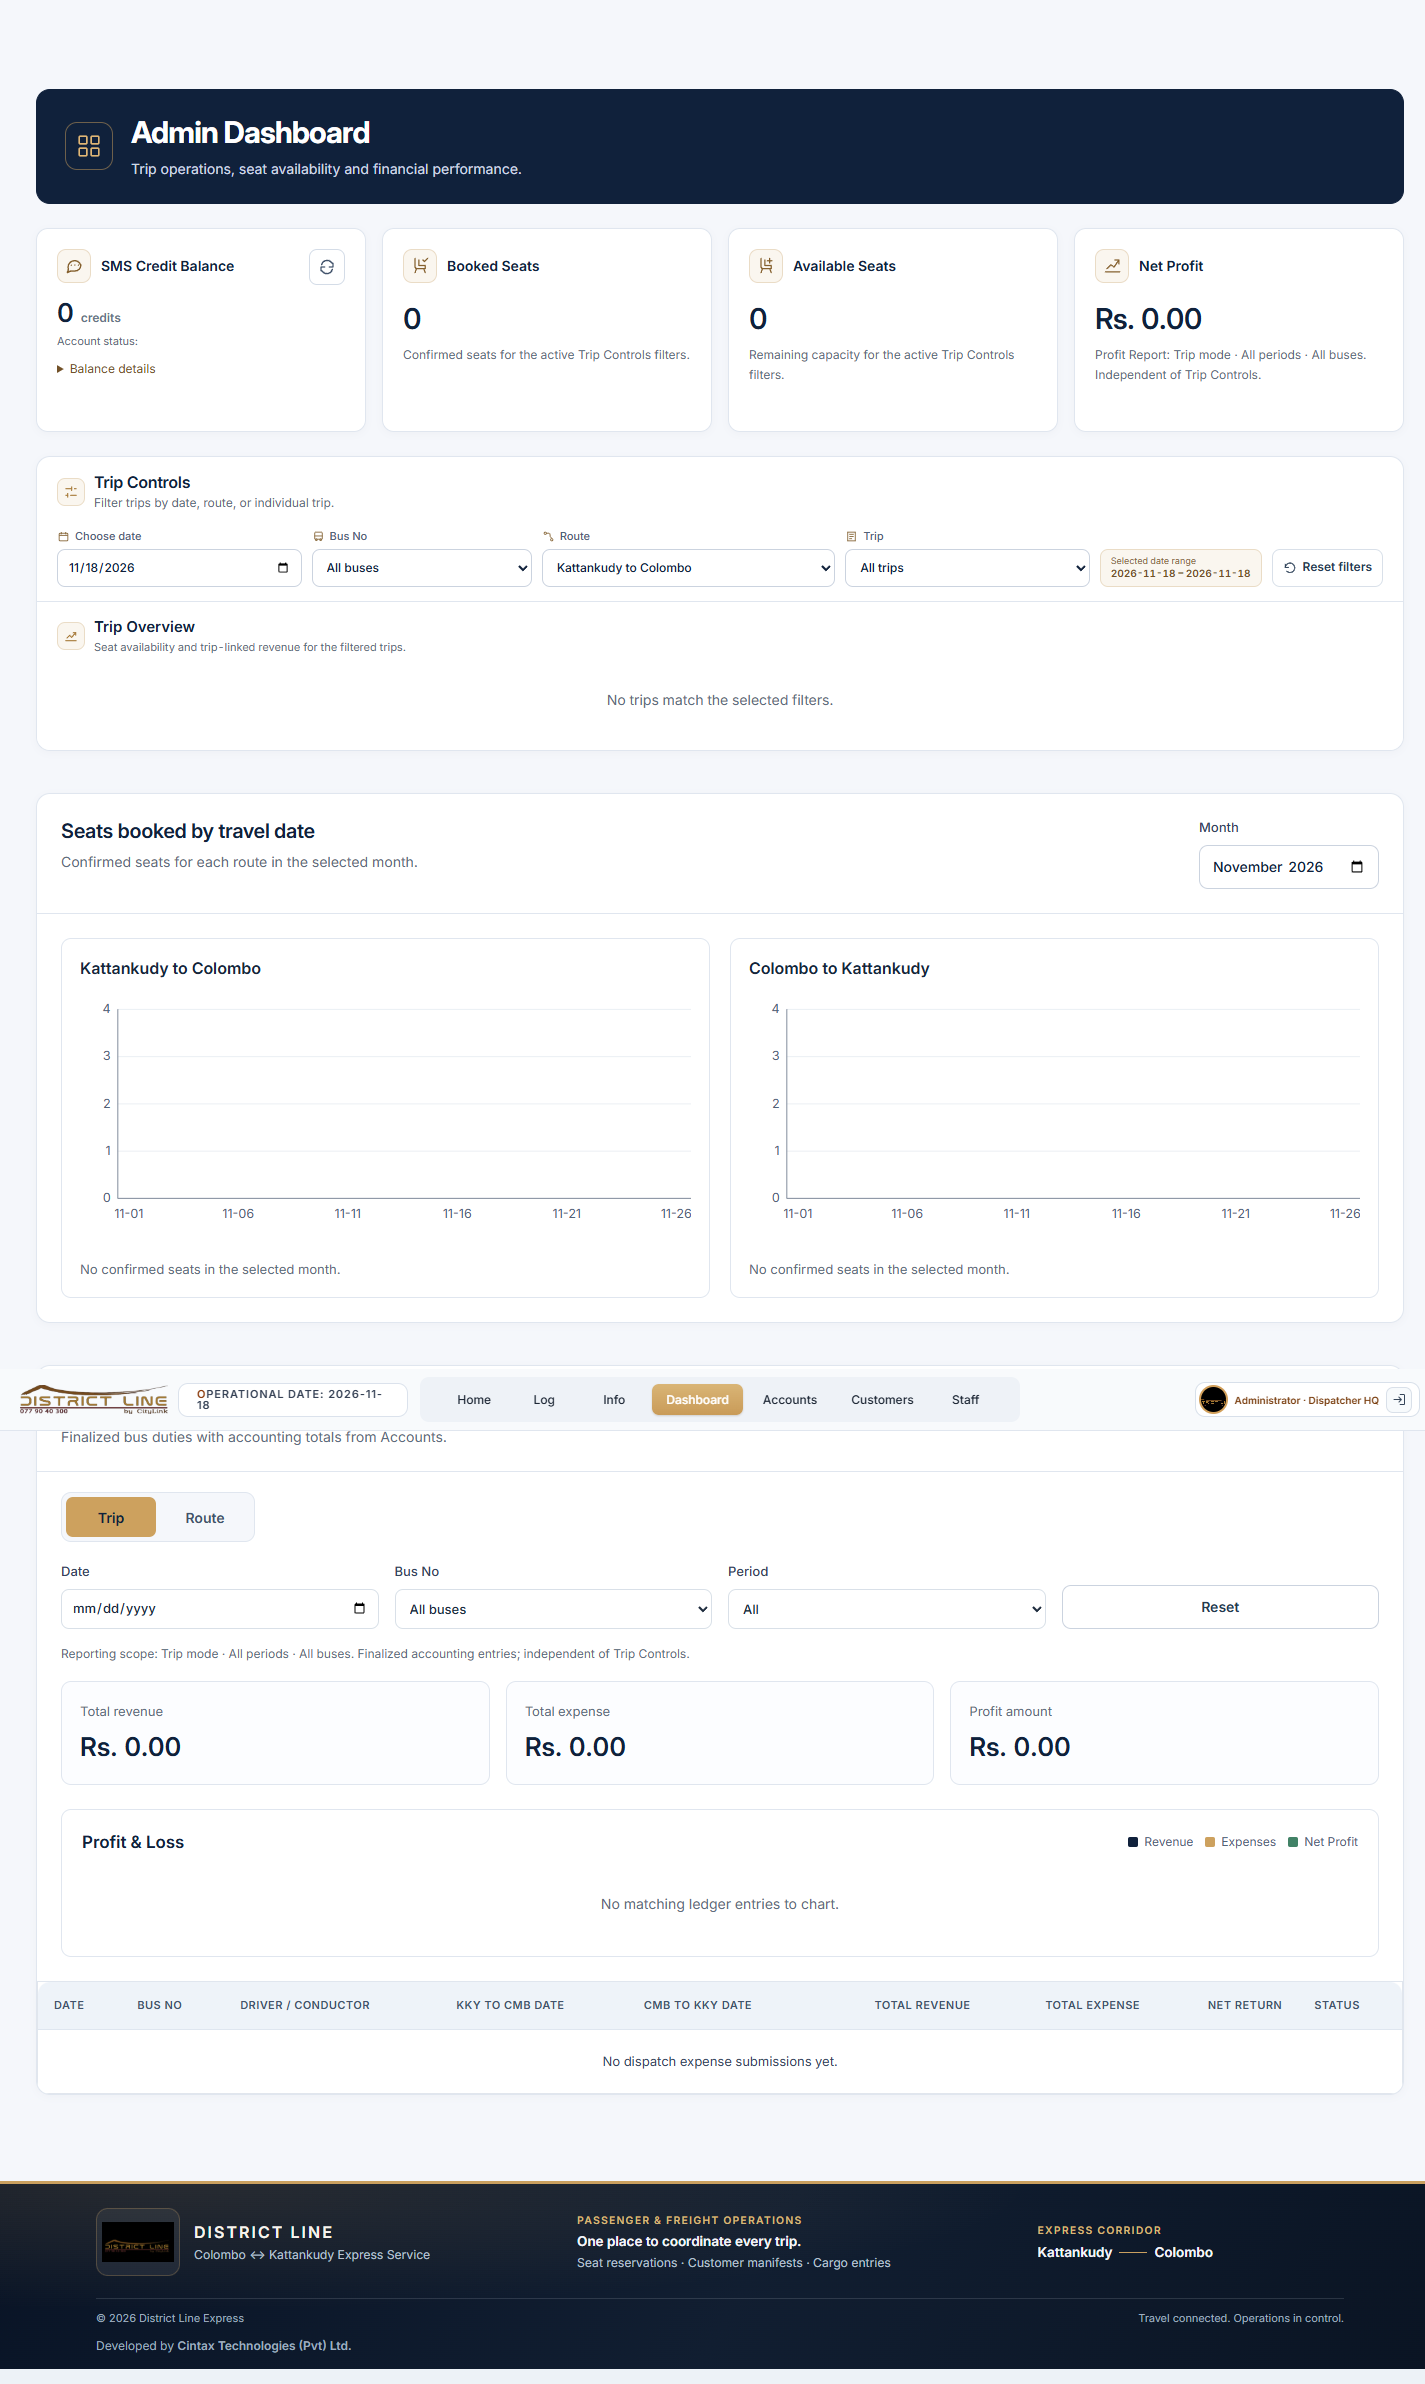 Admin Dashboard
Trip operations, seat availability and financial performance.
SMS Credit Balance
0 credits
Account status:
Balance details
Booked Seats
0
Confirmed seats for the active Trip Controls filters.
Available Seats
0
Remaining capacity for the active Trip Controls
filters.
Net Profit
Rs. 0.00
Profit Report: Trip mode · All periods · All buses.
Independent of Trip Controls.
Trip Controls
Filter trips by date, route, or individual trip.
Choose date
11/18/2026
Bus No
All buses
Route
Kattankudy to Colombo
Trip
All trips
Selected date range
2026-11-18 – 2026-11-18
Reset filters
Trip Overview
Seat availability and trip-linked revenue for the filtered trips.
No trips match the selected filters.
Seats booked by travel date
Confirmed seats for each route in the selected month.
Month
November 2026
Kattankudy to Colombo
4
3
2
1
0
11-01 11-06 11-11 11-16 11-21 11-26
No confirmed seats in the selected month.
Colombo to Kattankudy
4
3
2
1
0
11-01 11-06 11-11 11-16 11-21 11-26
No confirmed seats in the selected month.
DISTRICT LINE
077 90 40 300 by CityLink
OPERATIONAL DATE: 2026-11-
18
Home Log Info Dashboard Accounts Customers Staff
Administrator · Dispatcher HQ
Finalized bus duties with accounting totals from Accounts.
Trip Route
Date
mm/dd/yyyy
Bus No
All buses
Period
All
Reset
Reporting scope: Trip mode · All periods · All buses. Finalized accounting entries; independent of Trip Controls.
Total revenue
Rs. 0.00
Total expense
Rs. 0.00
Profit amount
Rs. 0.00
Profit & Loss
Revenue Expenses Net Profit
No matching ledger entries to chart.
DATE BUS NO DRIVER / CONDUCTOR KKY TO CMB DATE CMB TO KKY DATE TOTAL REVENUE TOTAL EXPENSE NET RETURN STATUS
No dispatch expense submissions yet.
DISTRICT LINE
DISTRICT LINE
Colombo ↔ Kattankudy Express Service
PASSENGER & FREIGHT OPERATIONS
One place to coordinate every trip.
Seat reservations · Customer manifests · Cargo entries
EXPRESS CORRIDOR
Kattankudy — Colombo
© 2026 District Line Express
Travel connected. Operations in control.
Developed by Cintax Technologies (Pvt) Ltd.